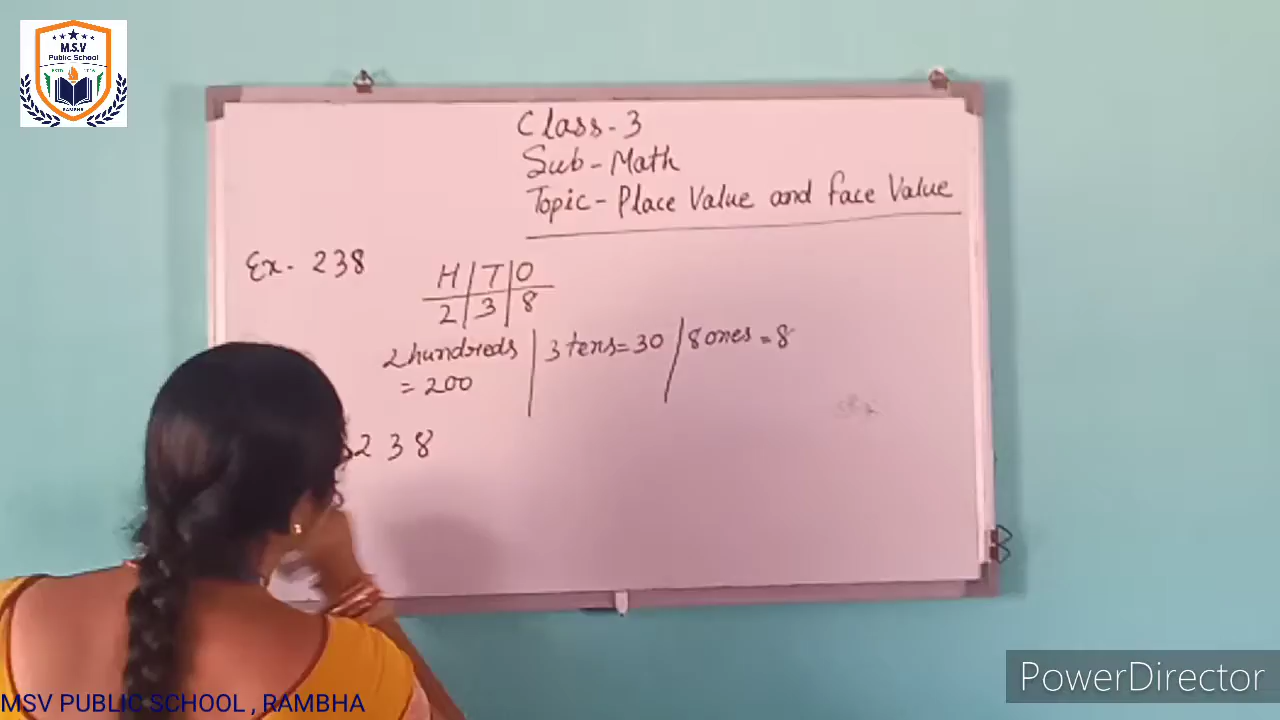 M.S.V
Public School
ESTD
RAMBHA
Class - 3
Sub - Math
Topic - Place Value and face Value
Ex - 238
H T O
2 3 8
2 hundreds = 200
3 tens = 30
8 ones = 8
2 3 8
MSV PUBLIC SCHOOL , RAMBHA
PowerDirector